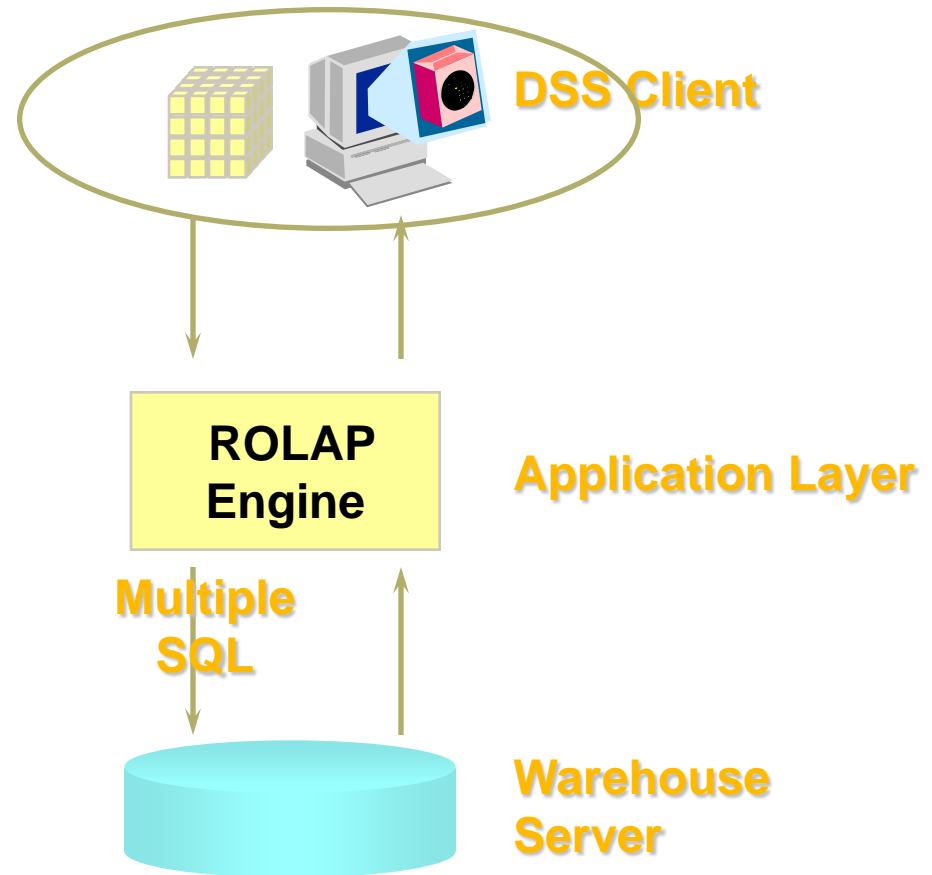 DSS Client
ROLAP
Engine
Application Layer
Multiple
SQL
Warehouse
Server